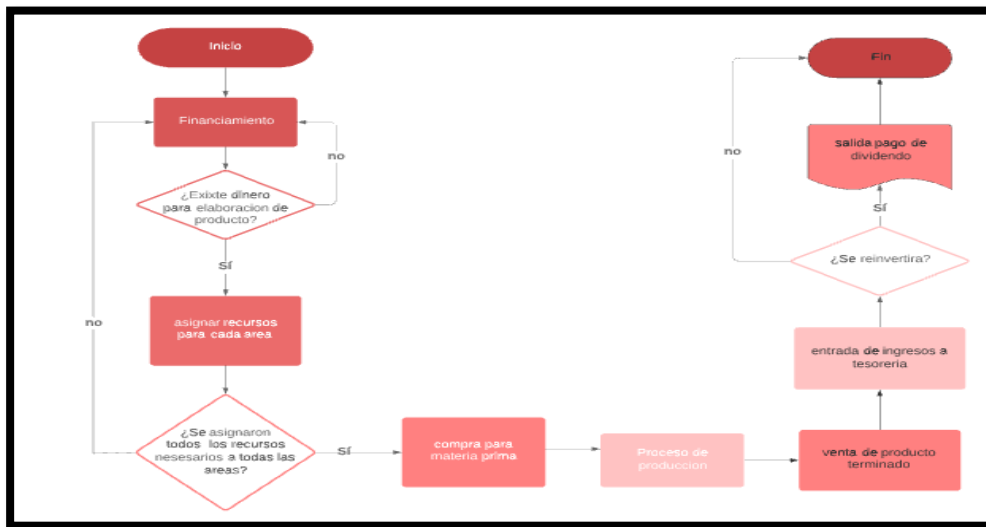 Inicio
Financiamiento
no
¿Exixte dinero
para elaboracion de
producto?
Sí
asignar recursos
para cada area
no
¿Se asignaron
todos los recursos
nesesarios a todas las
areas?
Sí
compra para
materia prima
Proceso de
produccion
venta de producto
terminado
entrada de ingresos a
tesoreria
¿Se reinvertira?
no
Sí
salida pago de
dividendo
Fin